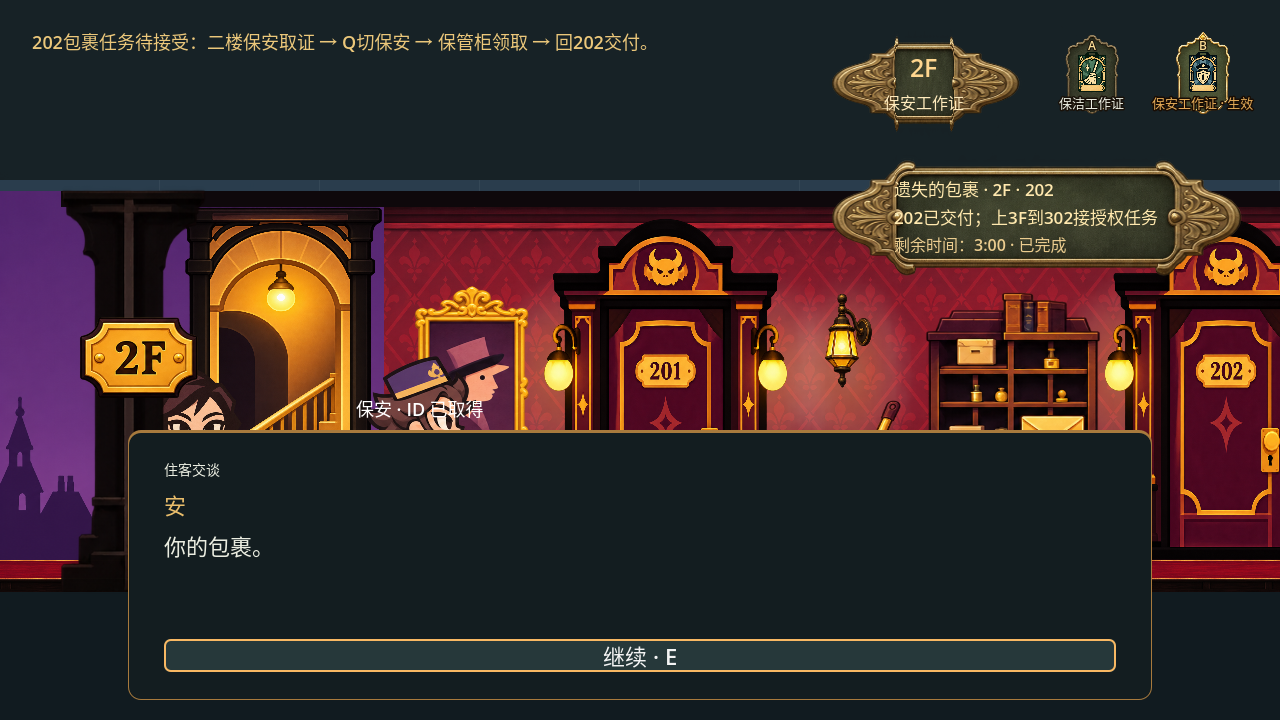 202包裹任务待接受：二楼保安取证 → Q切保安 → 保管柜领取 → 回202交付。
2F
保安工作证
A
保洁工作证
B
保安工作证 · 生效
遗失的包裹 · 2F · 202
202已交付；上3F到302接授权任务
剩余时间：3:00 · 已完成
2F
201
202
保安 · ID 已取得
住客交谈
安
你的包裹。
继续 · E